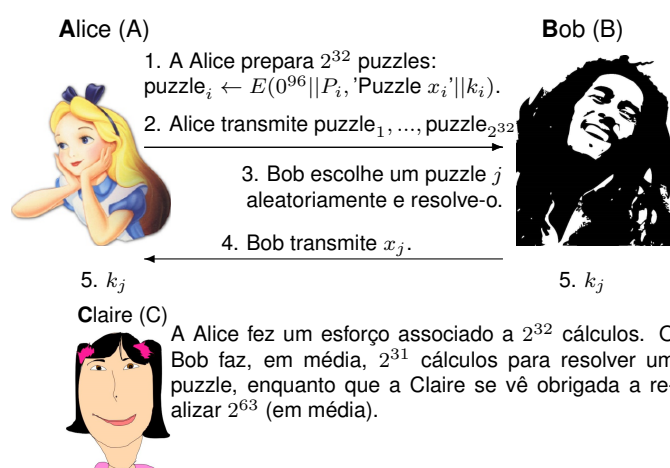 Alice (A)
Bob (B)
1. A Alice prepara 2^32 puzzles:
puzzle_i ← E(0^96||P_i, 'Puzzle x_i'||k_i).
2. Alice transmite puzzle_1, ..., puzzle_{2^32}
3. Bob escolhe um puzzle j
aleatoriamente e resolve-o.
4. Bob transmite x_j.
5. k_j
5. k_j
Claire (C)
A Alice fez um esforço associado a 2^32 cálculos. O
Bob faz, em média, 2^31 cálculos para resolver um
puzzle, enquanto que a Claire se vê obrigada a re-
alizar 2^63 (em média).